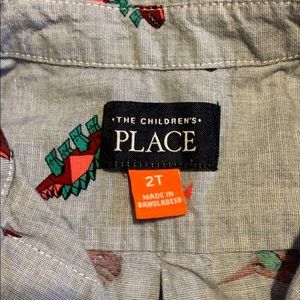 • THE CHILDREN'S •
PLACE
2T
MADE IN
BANGLADESH